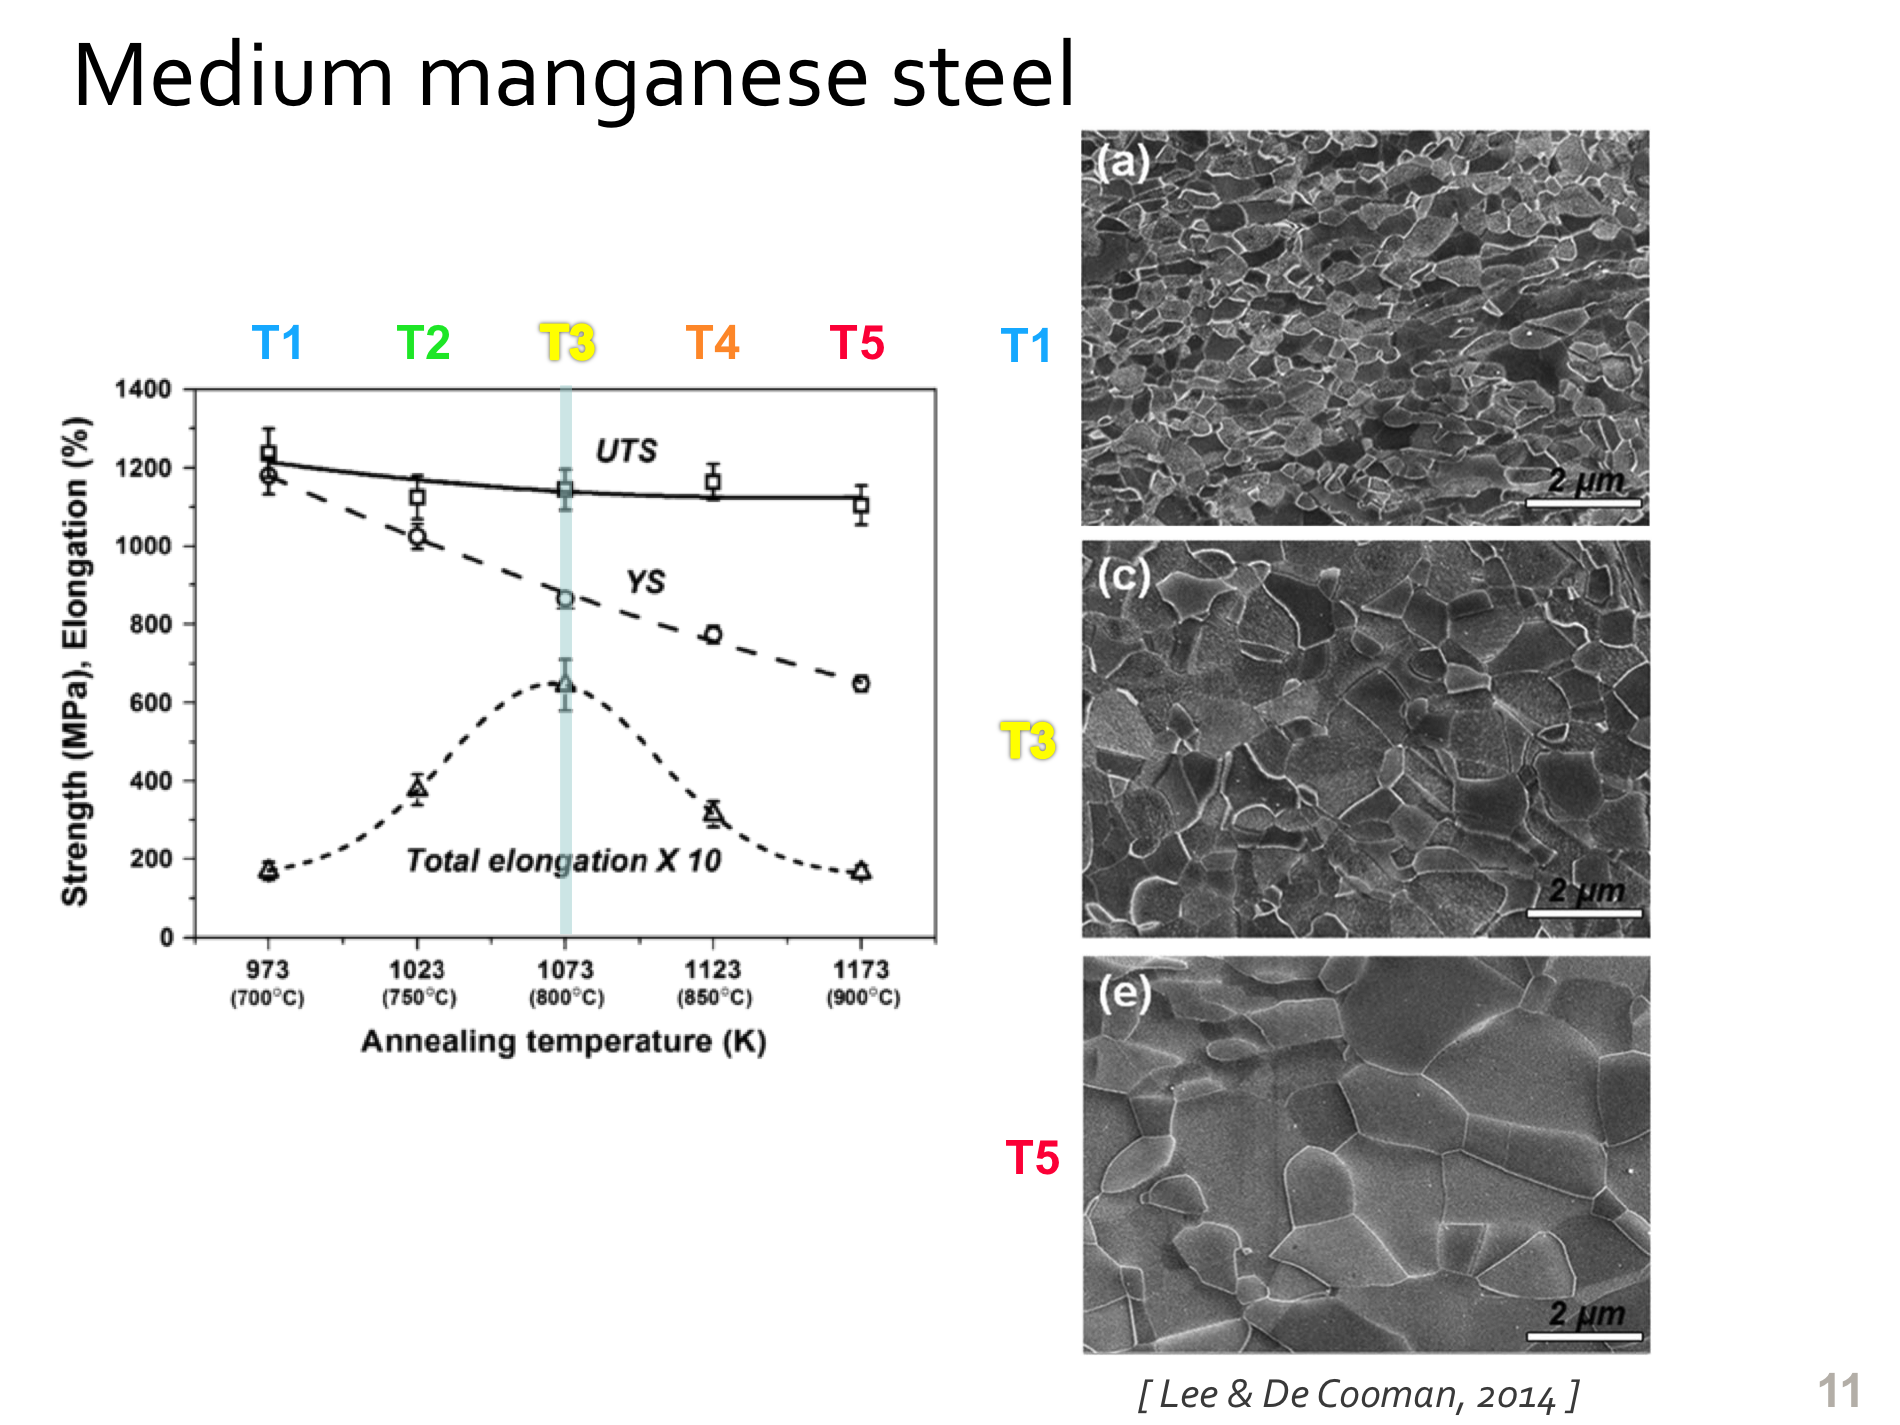 Medium manganese steel
T1 T2 T3 T4 T5
1400
1200
1000
800
600
400
200
0
Strength (MPa), Elongation (%)
UTS
YS
Total elongation X 10
973 1023 1073 1123 1173
(700°C) (750°C) (800°C) (850°C) (900°C)
Annealing temperature (K)
T1
(a)
2 μm
T3
(c)
2 μm
T5
(e)
2 μm
[ Lee & De Cooman, 2014 ]
11